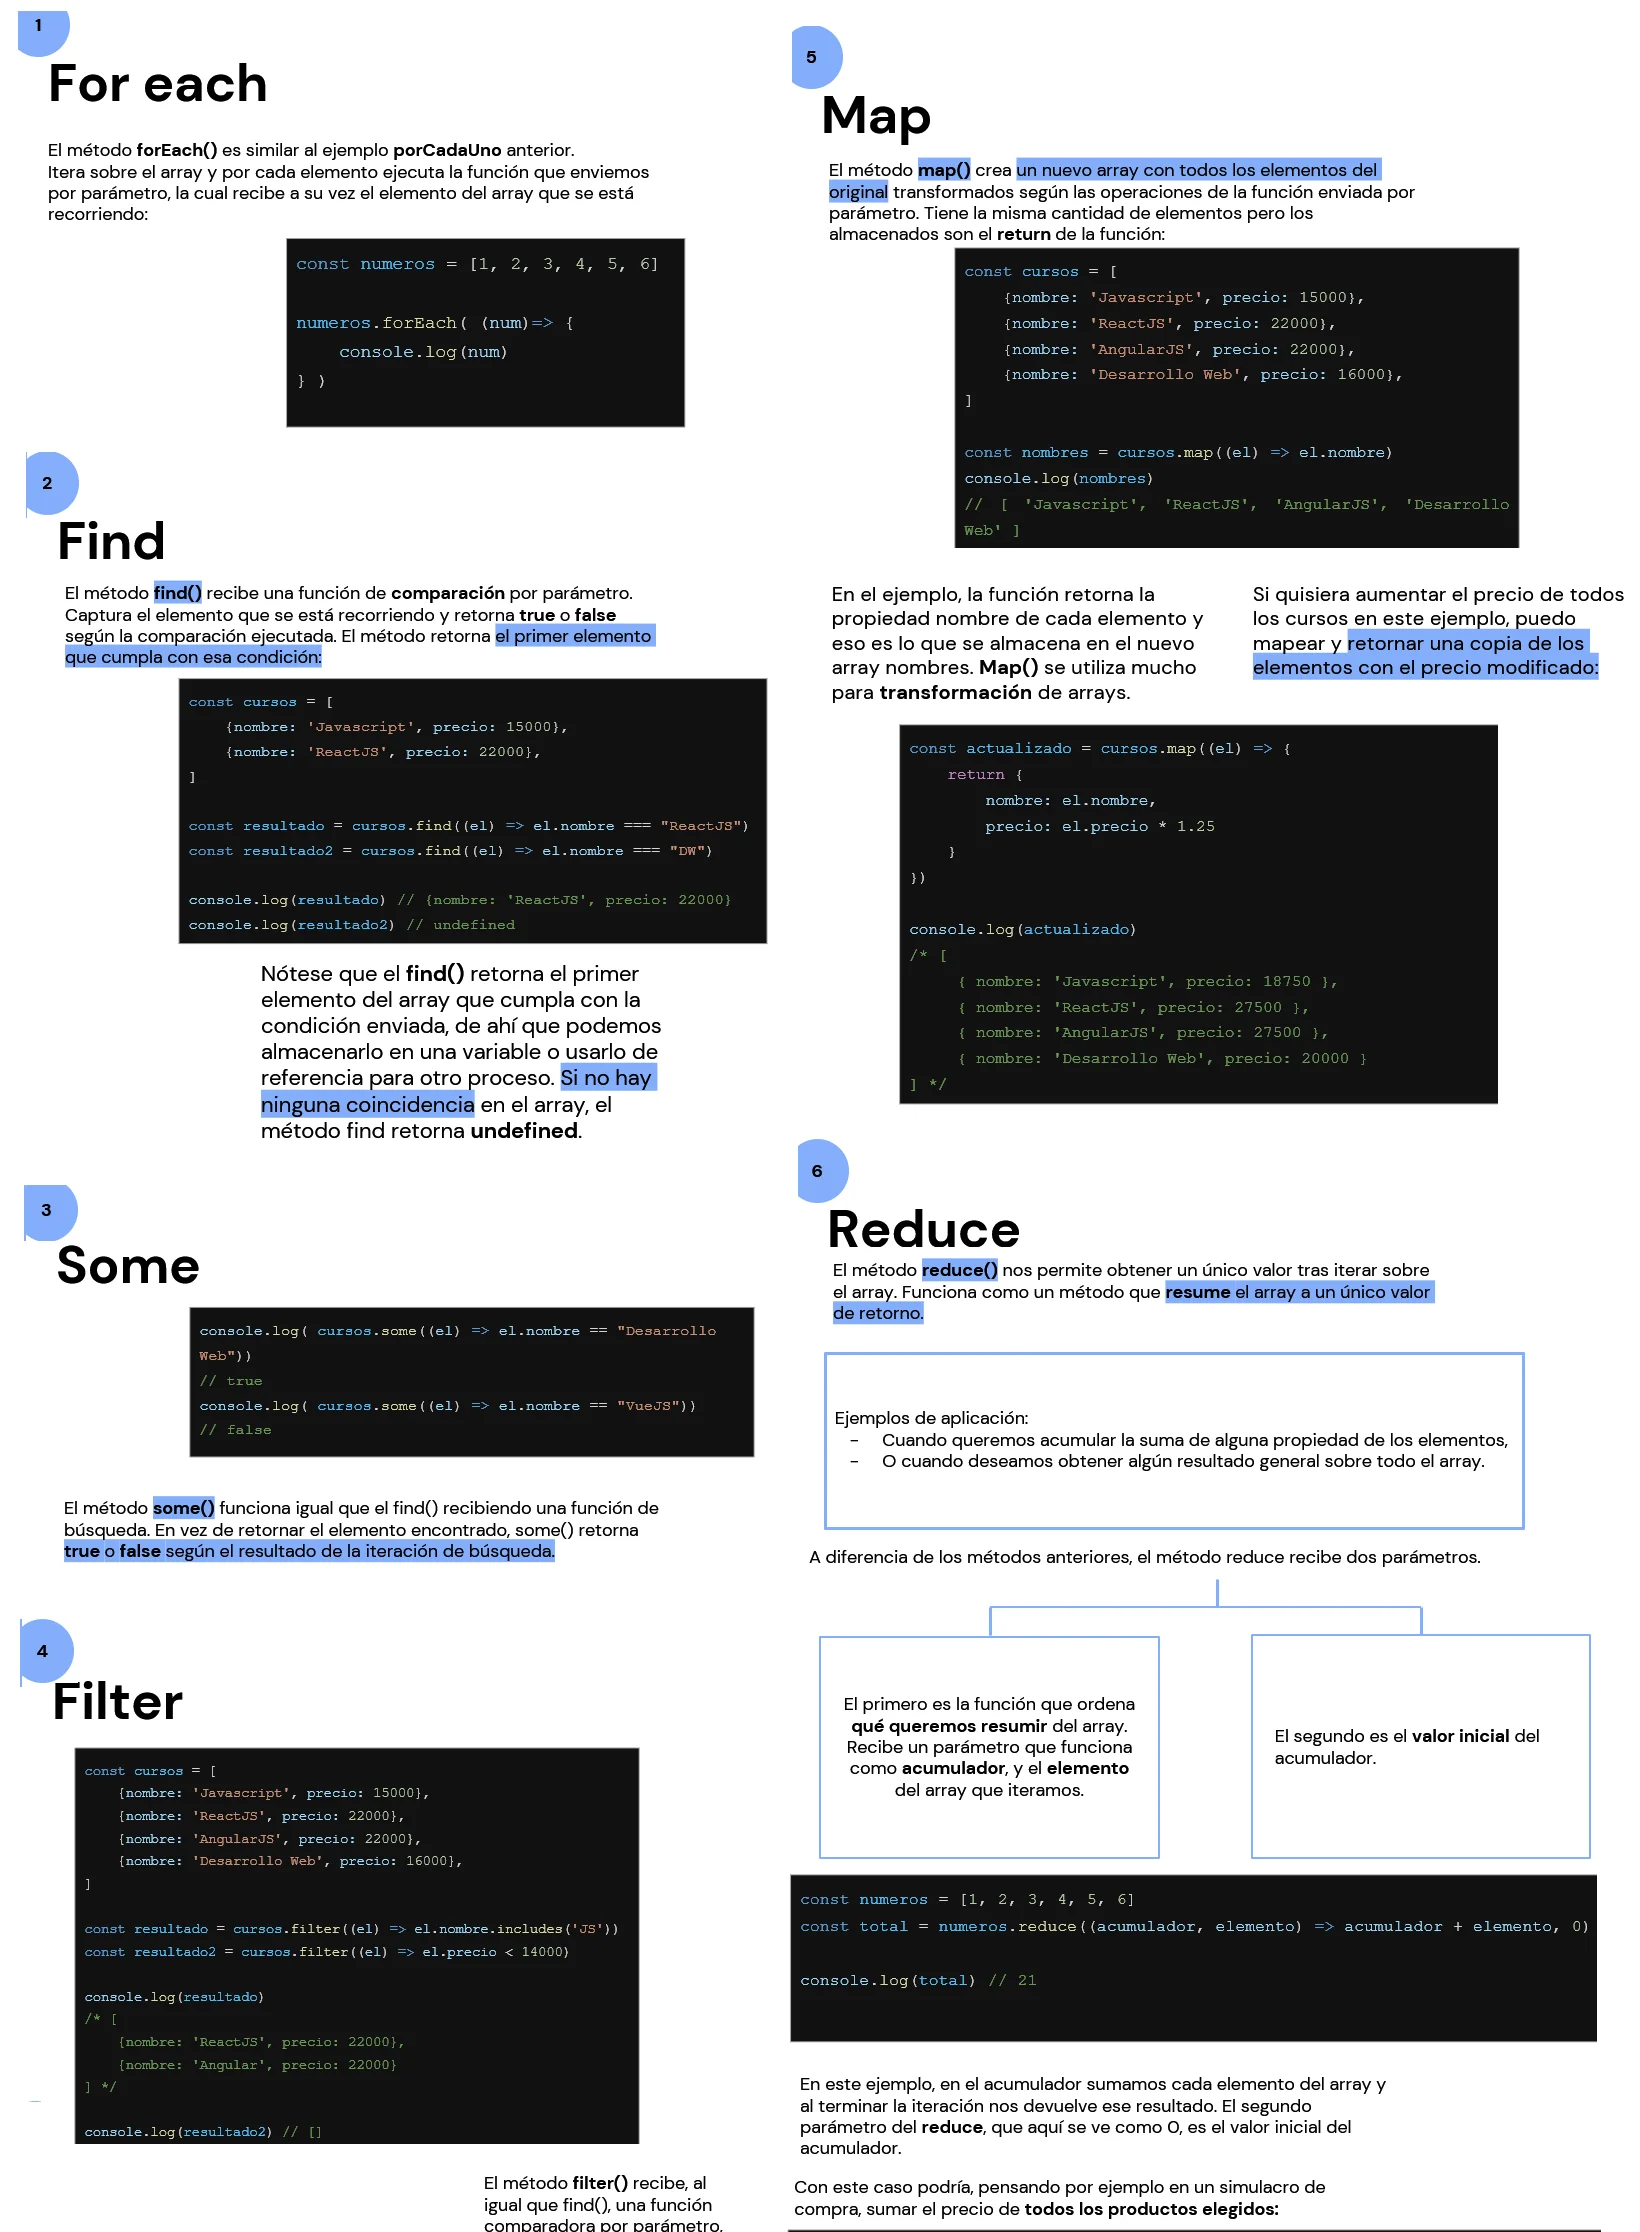 1
For each
El método forEach() es similar al ejemplo porCadaUno anterior.
Itera sobre el array y por cada elemento ejecuta la función que enviemos
por parámetro, la cual recibe a su vez el elemento del array que se está
recorriendo:
const numeros = [1, 2, 3, 4, 5, 6]
numeros.forEach( (num)=> {
console.log(num)
} )
2
Find
El método find() recibe una función de comparación por parámetro.
Captura el elemento que se está recorriendo y retorna true o false
según la comparación ejecutada. El método retorna el primer elemento
que cumpla con esa condición:
const cursos = [
{nombre: 'Javascript', precio: 15000},
{nombre: 'ReactJS', precio: 22000},
]
const resultado = cursos.find((el) => el.nombre === "ReactJS")
const resultado2 = cursos.find((el) => el.nombre === "DW")
console.log(resultado) // {nombre: 'ReactJS', precio: 22000}
console.log(resultado2) // undefined
Nótese que el find() retorna el primer
elemento del array que cumpla con la
condición enviada, de ahí que podemos
almacenarlo en una variable o usarlo de
referencia para otro proceso. Si no hay
ninguna coincidencia en el array, el
método find retorna undefined.
3
Some
console.log( cursos.some((el) => el.nombre == "Desarrollo
Web"))
// true
console.log( cursos.some((el) => el.nombre == "VueJS"))
// false
El método some() funciona igual que el find() recibiendo una función de
búsqueda. En vez de retornar el elemento encontrado, some() retorna
true o false según el resultado de la iteración de búsqueda.
4
Filter
const cursos = [
{nombre: 'Javascript', precio: 15000},
{nombre: 'ReactJS', precio: 22000},
{nombre: 'AngularJS', precio: 22000},
{nombre: 'Desarrollo Web', precio: 16000},
]
const resultado = cursos.filter((el) => el.nombre.includes('JS'))
const resultado2 = cursos.filter((el) => el.precio < 14000)
console.log(resultado)
/* [
{nombre: 'ReactJS', precio: 22000},
{nombre: 'Angular', precio: 22000}
] */
console.log(resultado2) // []
El método filter() recibe, al
igual que find(), una función
comparadora por parámetro,
5
Map
El método map() crea un nuevo array con todos los elementos del
original transformados según las operaciones de la función enviada por
parámetro. Tiene la misma cantidad de elementos pero los
almacenados son el return de la función:
const cursos = [
{nombre: 'Javascript', precio: 15000},
{nombre: 'ReactJS', precio: 22000},
{nombre: 'AngularJS', precio: 22000},
{nombre: 'Desarrollo Web', precio: 16000},
]
const nombres = cursos.map((el) => el.nombre)
console.log(nombres)
// [ 'Javascript', 'ReactJS', 'AngularJS', 'Desarrollo
Web' ]
En el ejemplo, la función retorna la
propiedad nombre de cada elemento y
eso es lo que se almacena en el nuevo
array nombres. Map() se utiliza mucho
para transformación de arrays.
Si quisiera aumentar el precio de todos
los cursos en este ejemplo, puedo
mapear y retornar una copia de los
elementos con el precio modificado:
const actualizado = cursos.map((el) => {
return {
nombre: el.nombre,
precio: el.precio * 1.25
}
})
console.log(actualizado)
/* [
{ nombre: 'Javascript', precio: 18750 },
{ nombre: 'ReactJS', precio: 27500 },
{ nombre: 'AngularJS', precio: 27500 },
{ nombre: 'Desarrollo Web', precio: 20000 }
] */
6
Reduce
El método reduce() nos permite obtener un único valor tras iterar sobre
el array. Funciona como un método que resume el array a un único valor
de retorno.
Ejemplos de aplicación:
- Cuando queremos acumular la suma de alguna propiedad de los elementos,
- O cuando deseamos obtener algún resultado general sobre todo el array.
A diferencia de los métodos anteriores, el método reduce recibe dos parámetros.
El primero es la función que ordena
qué queremos resumir del array.
Recibe un parámetro que funciona
como acumulador, y el elemento
del array que iteramos.
El segundo es el valor inicial del
acumulador.
const numeros = [1, 2, 3, 4, 5, 6]
const total = numeros.reduce((acumulador, elemento) => acumulador + elemento, 0)
console.log(total) // 21
En este ejemplo, en el acumulador sumamos cada elemento del array y
al terminar la iteración nos devuelve ese resultado. El segundo
parámetro del reduce, que aquí se ve como 0, es el valor inicial del
acumulador.
Con este caso podría, pensando por ejemplo en un simulacro de
compra, sumar el precio de todos los productos elegidos: